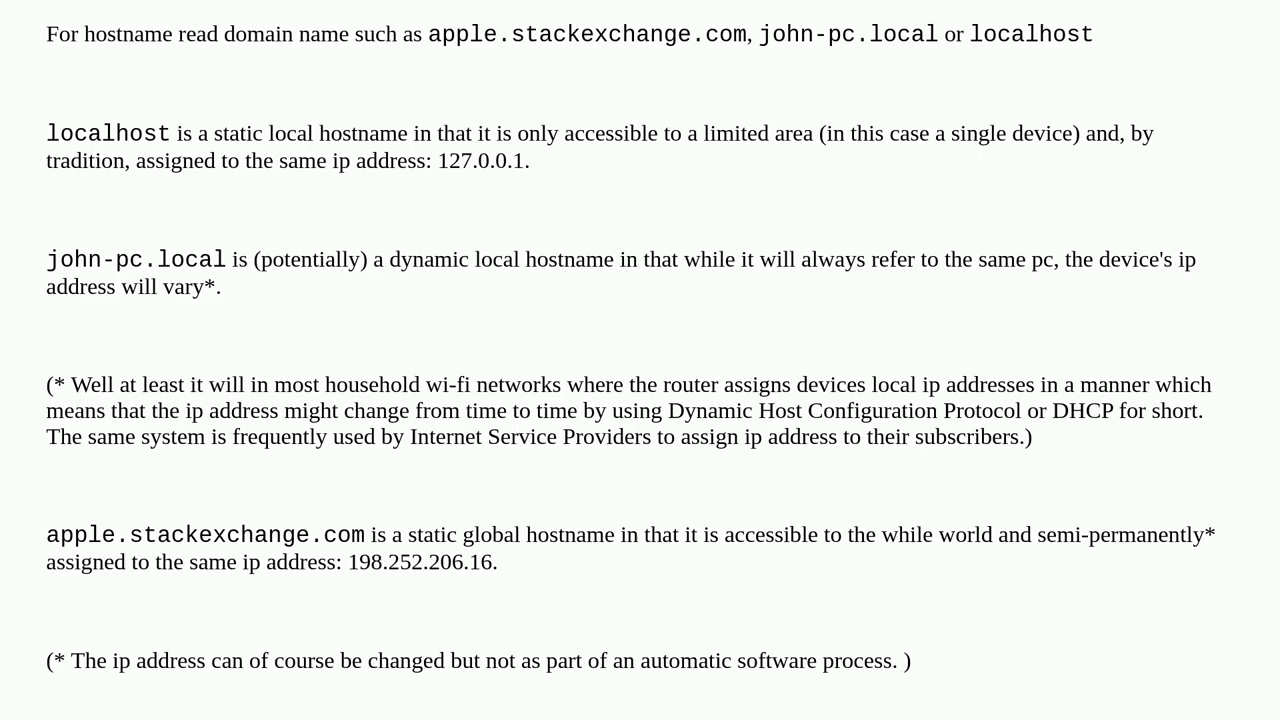 For hostname read domain name such as apple.stackexchange.com, john-pc.local or localhost
localhost is a static local hostname in that it is only accessible to a limited area (in this case a single device) and, by
tradition, assigned to the same ip address: 127.0.0.1.
john-pc.local is (potentially) a dynamic local hostname in that while it will always refer to the same pc, the device's ip
address will vary*.
(* Well at least it will in most household wi-fi networks where the router assigns devices local ip addresses in a manner which
means that the ip address might change from time to time by using Dynamic Host Configuration Protocol or DHCP for short.
The same system is frequently used by Internet Service Providers to assign ip address to their subscribers.)
apple.stackexchange.com is a static global hostname in that it is accessible to the while world and semi-permanently*
assigned to the same ip address: 198.252.206.16.
(* The ip address can of course be changed but not as part of an automatic software process. )